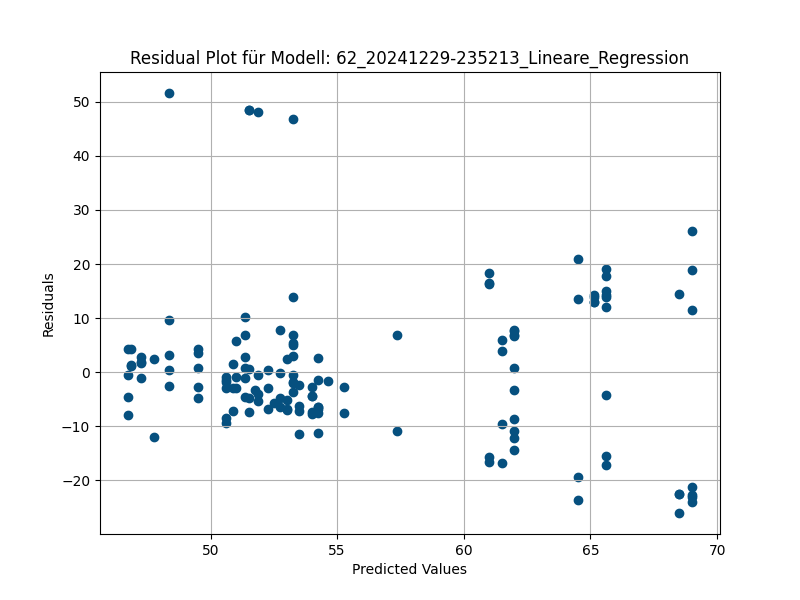 Residual Plot für Modell: 62_20241229-235213_Lineare_Regression
50
40
30
20
10
0
−10
−20
Residuals
50 55 60 65 70
Predicted Values